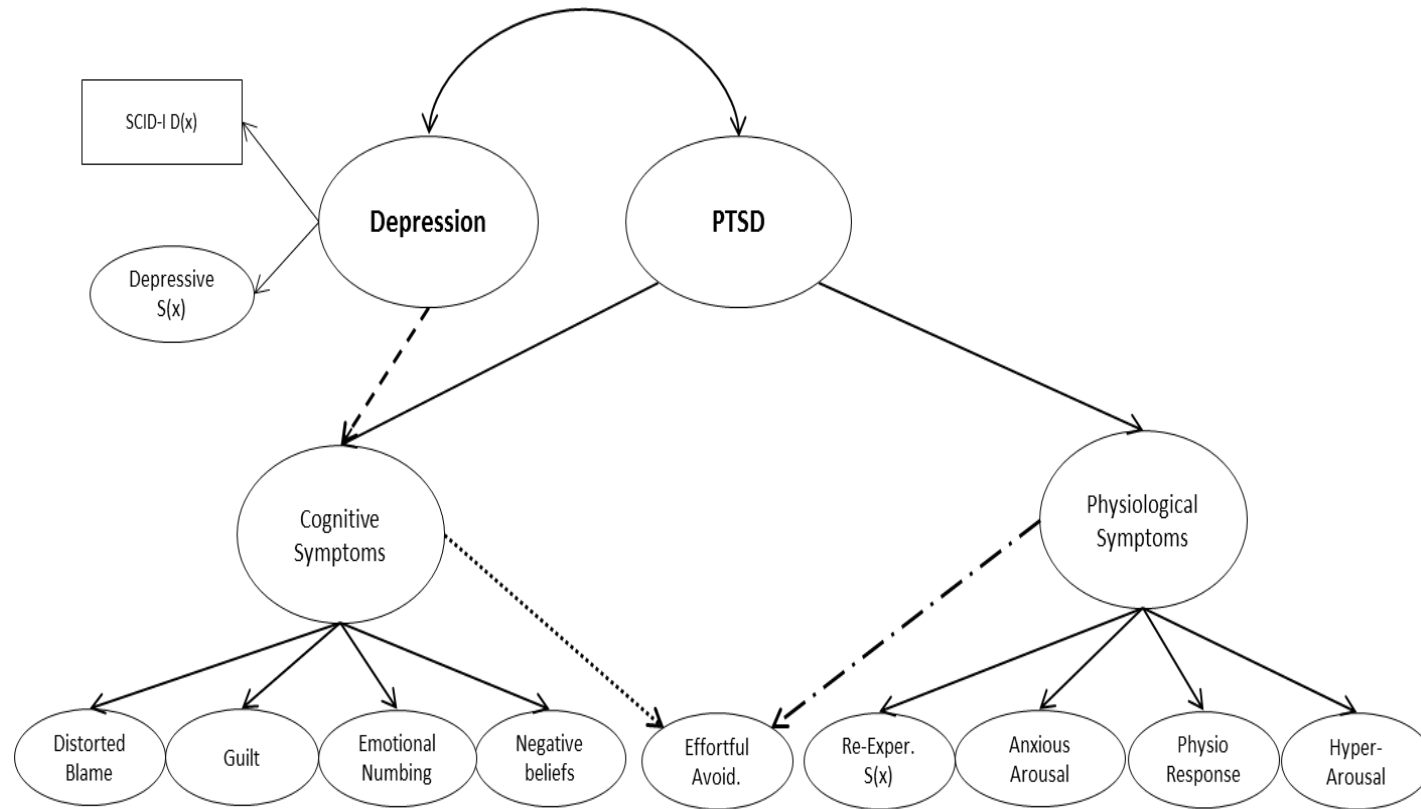 SCID-I D(x)
Depression
PTSD
Depressive
S(x)
Cognitive
Symptoms
Physiological
Symptoms
Distorted
Blame
Guilt
Emotional
Numbing
Negative
beliefs
Effortful
Avoid.
Re-Exper.
S(x)
Anxious
Arousal
Physio
Response
Hyper-
Arousal